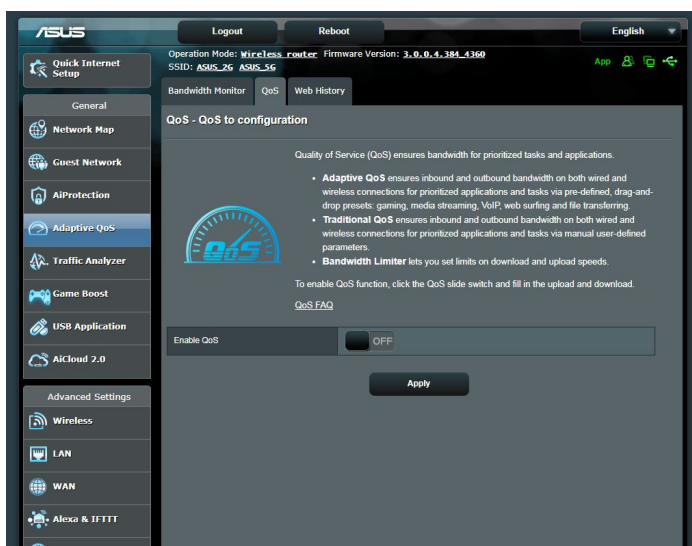 ASUS
Logout
Reboot
English
Quick Internet
Setup
Operation Mode: Wireless router Firmware Version: 3.0.0.4.384_4360
SSID: ASUS_2G ASUS_5G
App
Bandwidth Monitor
QoS
Web History
General
Network Map
Guest Network
AiProtection
Adaptive QoS
Traffic Analyzer
Game Boost
USB Application
AiCloud 2.0
Advanced Settings
Wireless
LAN
WAN
Alexa & IFTTT
QoS - QoS to configuration
QoS
Quality of Service (QoS) ensures bandwidth for prioritized tasks and applications.
• Adaptive QoS ensures inbound and outbound bandwidth on both wired and
wireless connections for prioritized applications and tasks via pre-defined, drag-and-
drop presets: gaming, media streaming, VoIP, web surfing and file transferring.
• Traditional QoS ensures inbound and outbound bandwidth on both wired and
wireless connections for prioritized applications and tasks via manual user-defined
parameters.
• Bandwidth Limiter lets you set limits on download and upload speeds.
To enable QoS function, click the QoS slide switch and fill in the upload and download.
QoS FAQ
Enable QoS
OFF
Apply